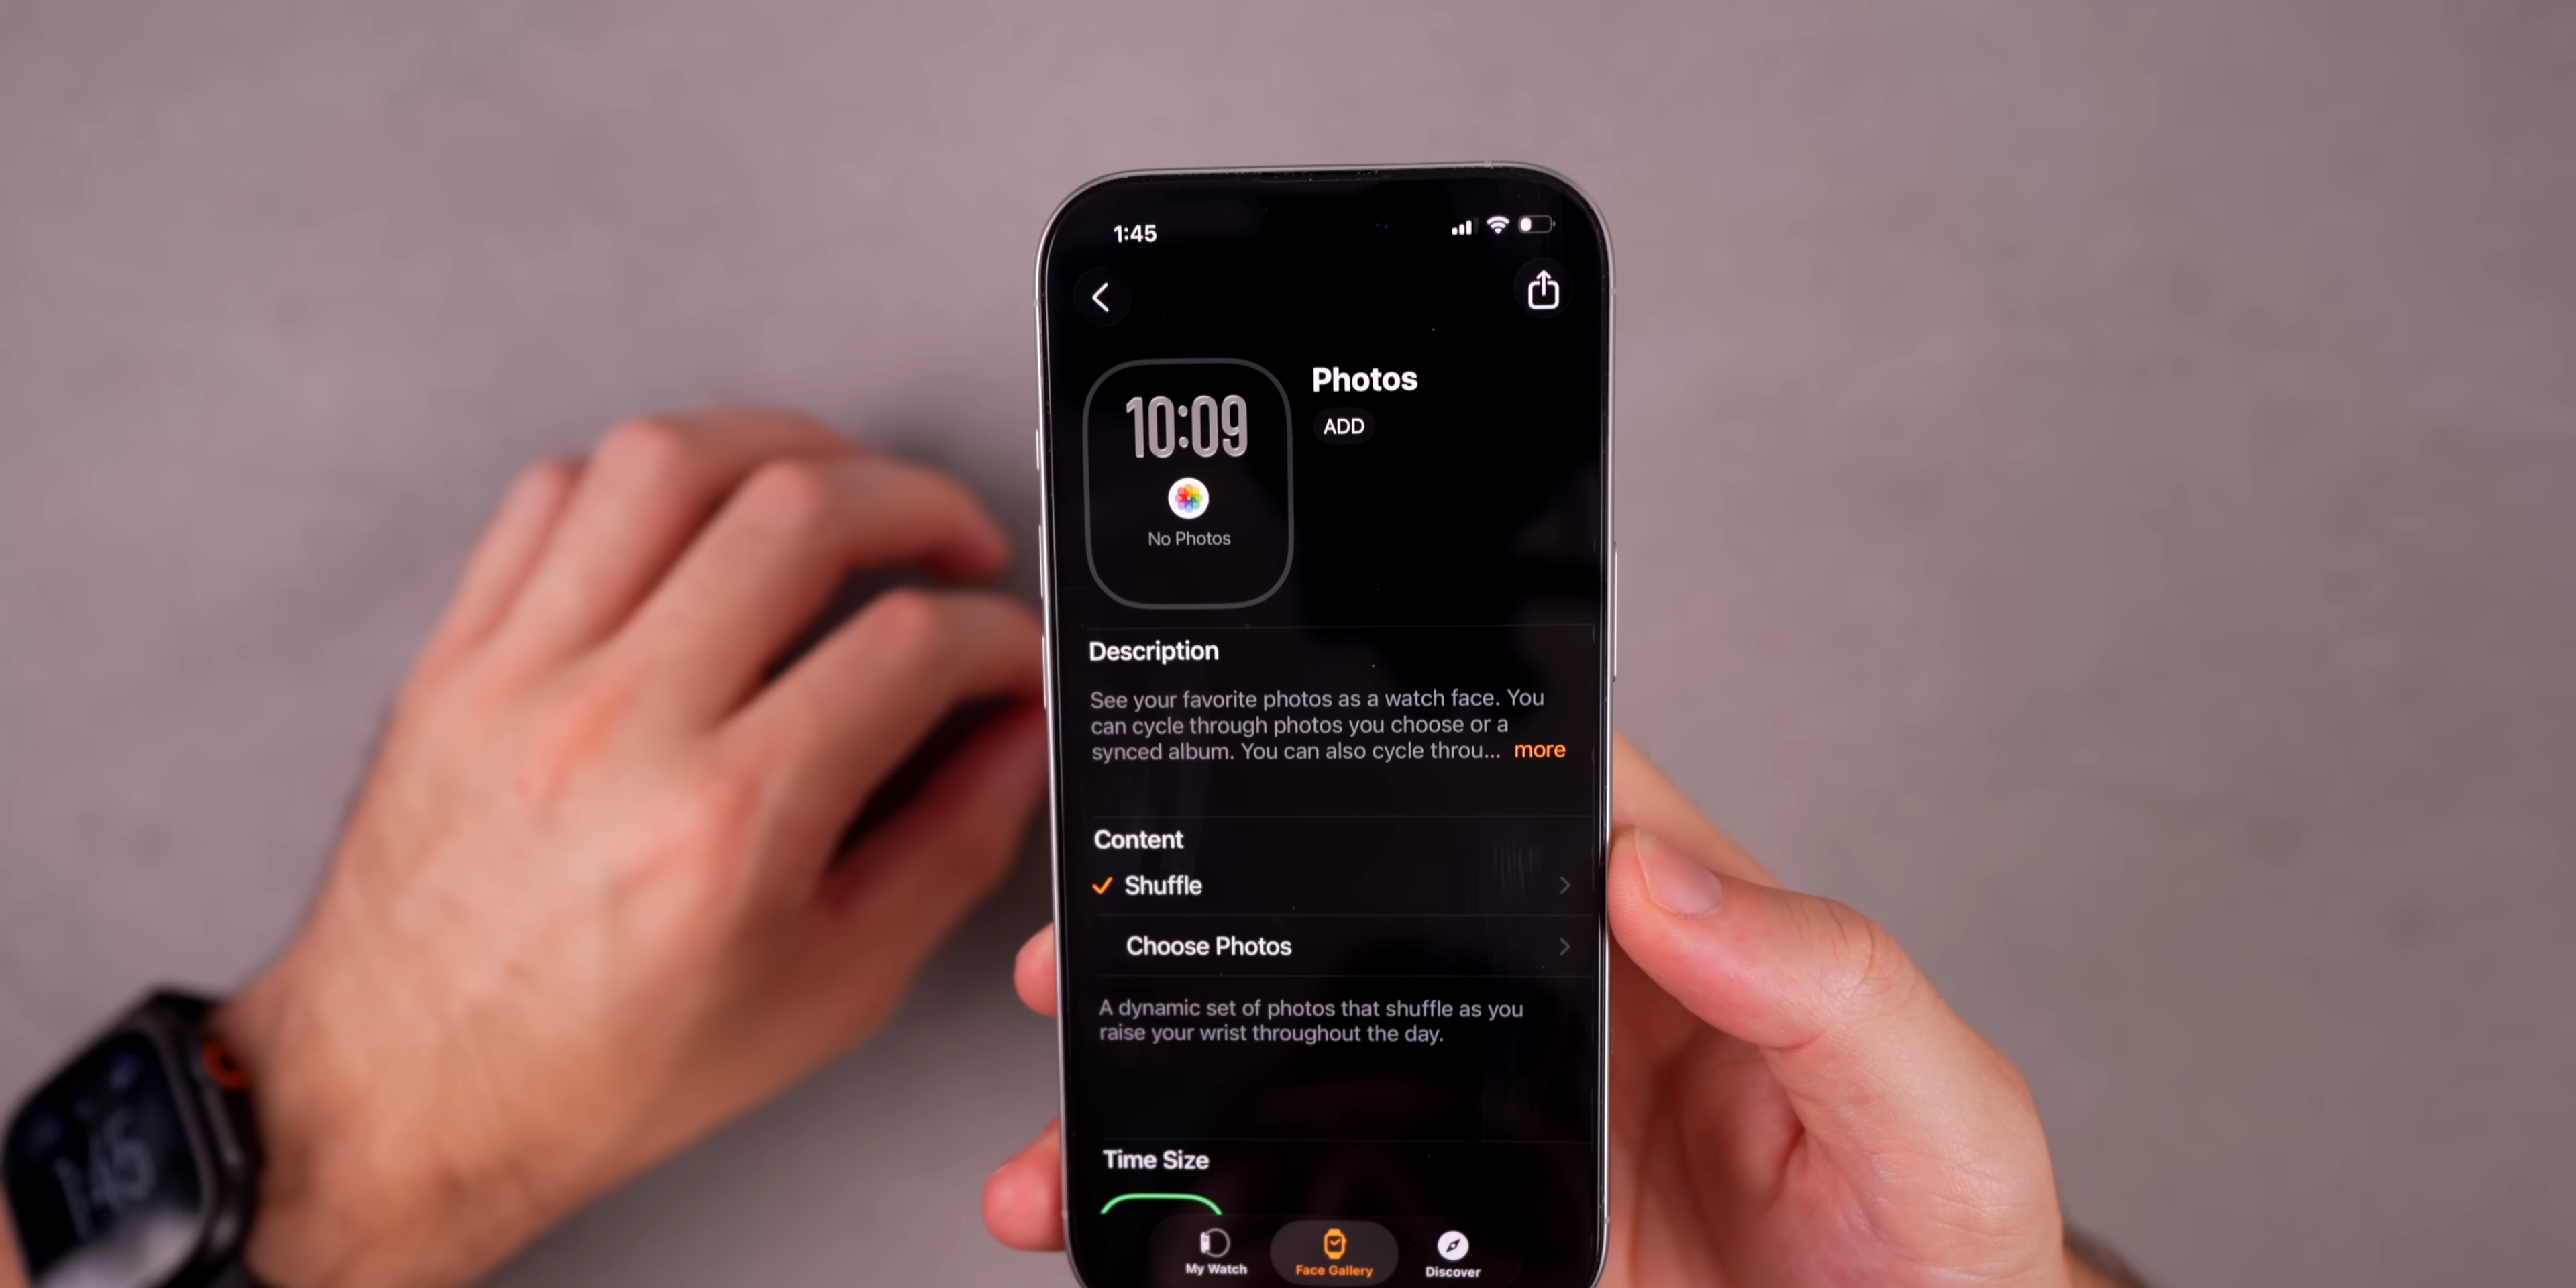 1:45
10:09
No Photos
Photos
ADD
Description
See your favorite photos as a watch face. You
can cycle through photos you choose or a
synced album. You can also cycle throu... more
Content
Shuffle
Choose Photos
A dynamic set of photos that shuffle as you
raise your wrist throughout the day.
Time Size
My Watch
Face Gallery
Discover
1:45